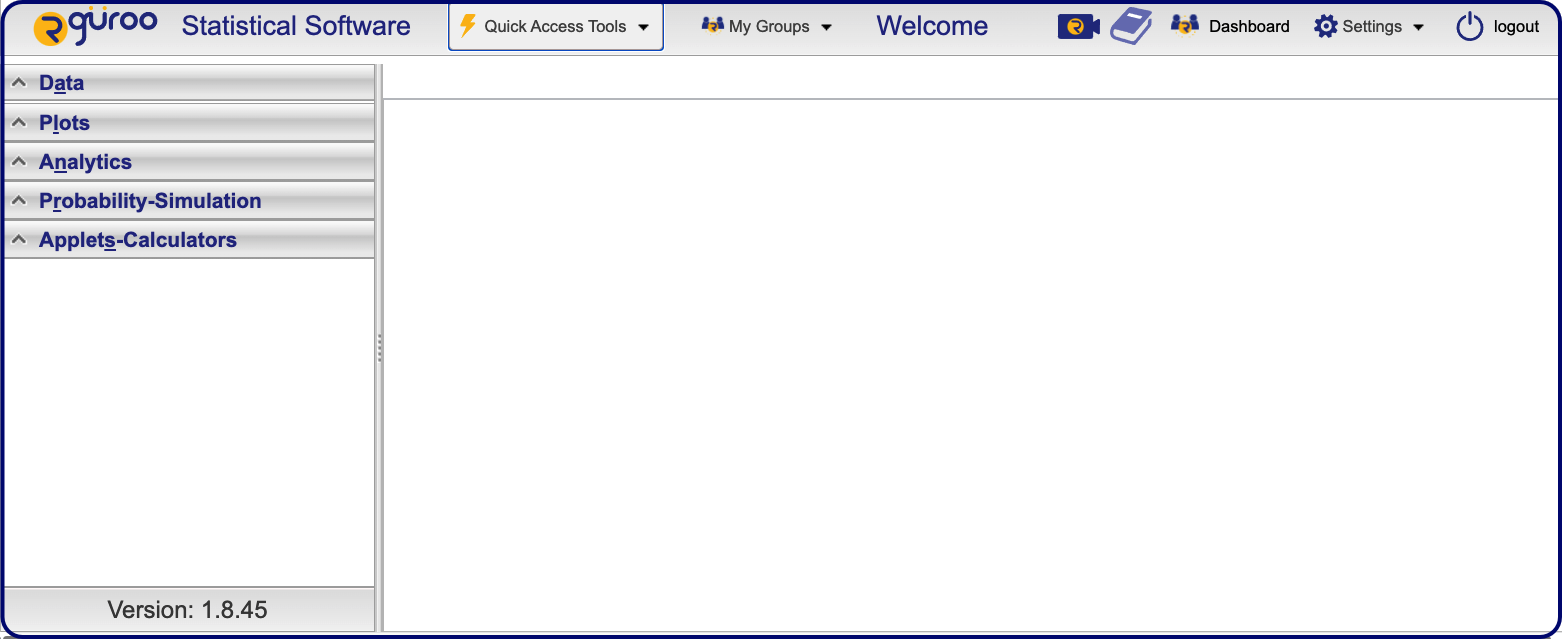 Rgüroo Statistical Software Quick Access Tools My Groups Welcome R Dashboard Settings logout
Data
Plots
Analytics
Probability-Simulation
Applets-Calculators
Version: 1.8.45